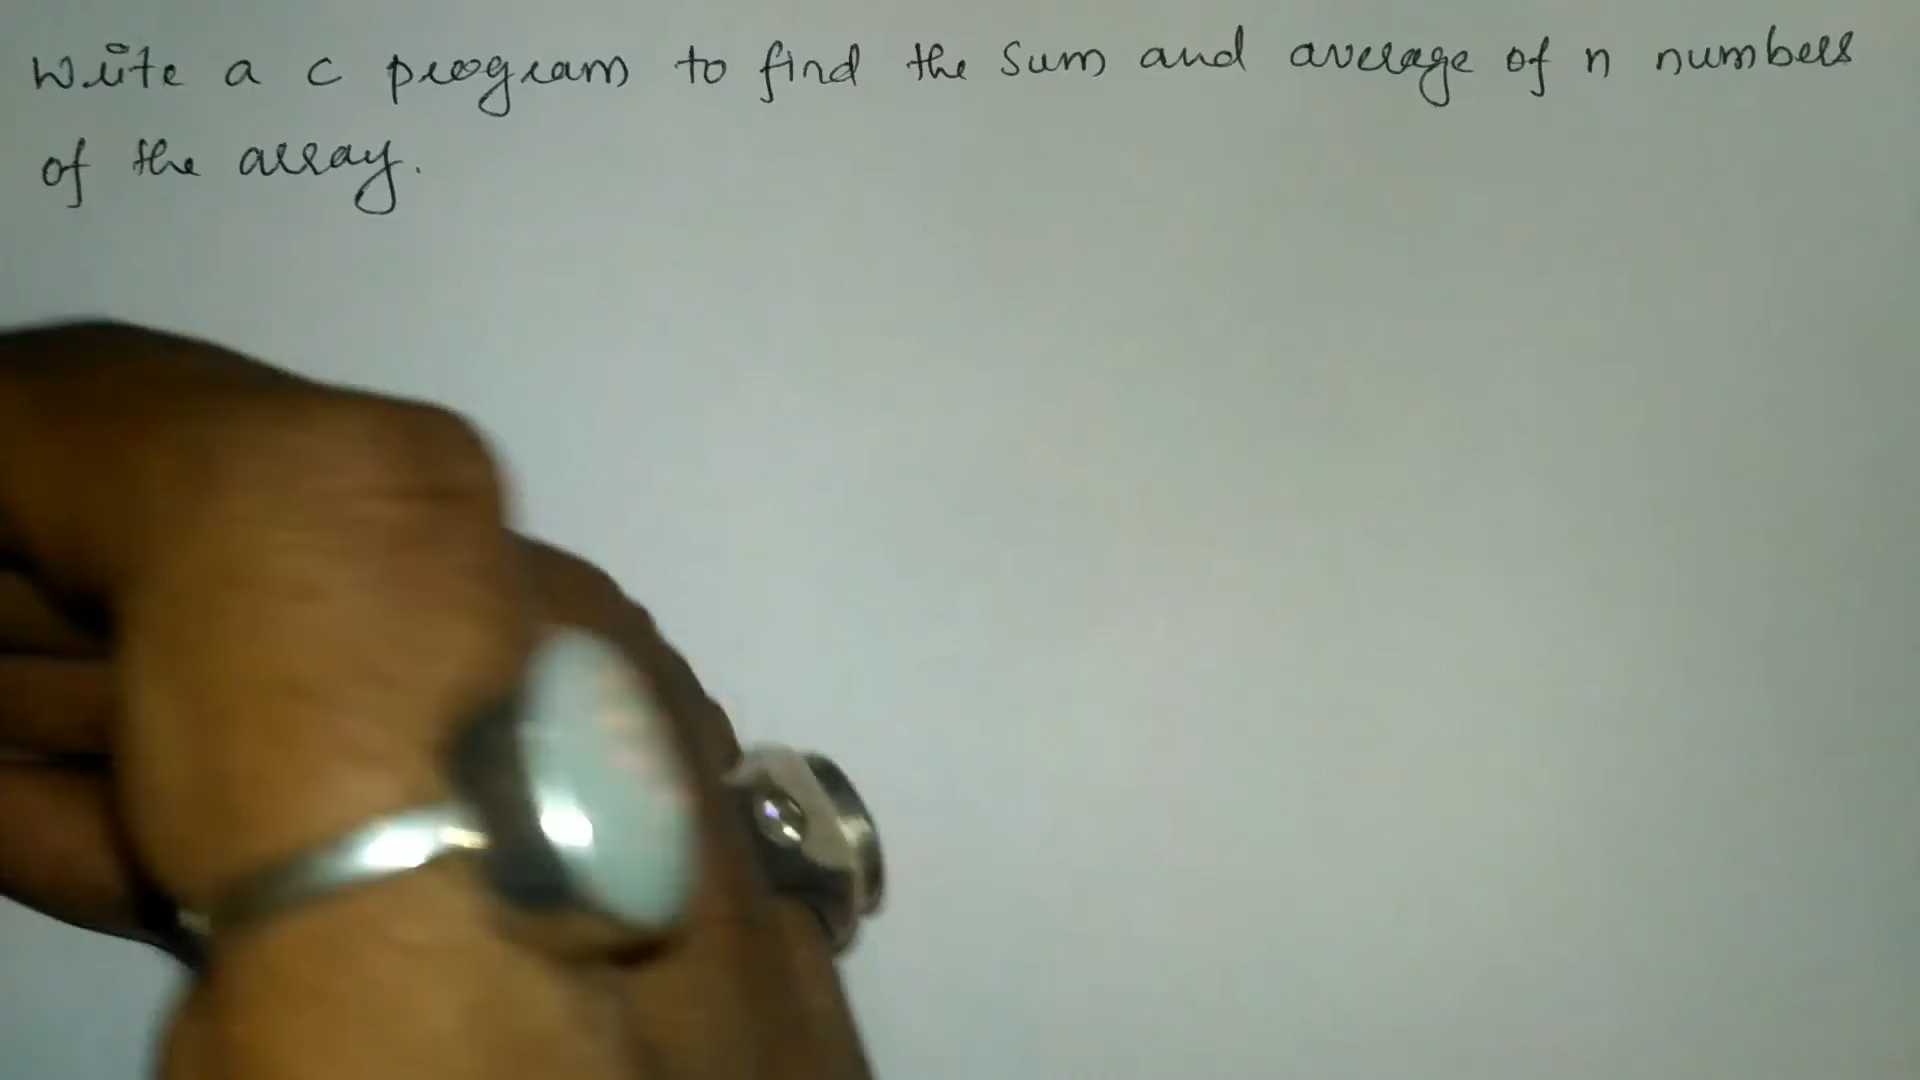 Write a c program to find the sum and average of n numbers
of the array.